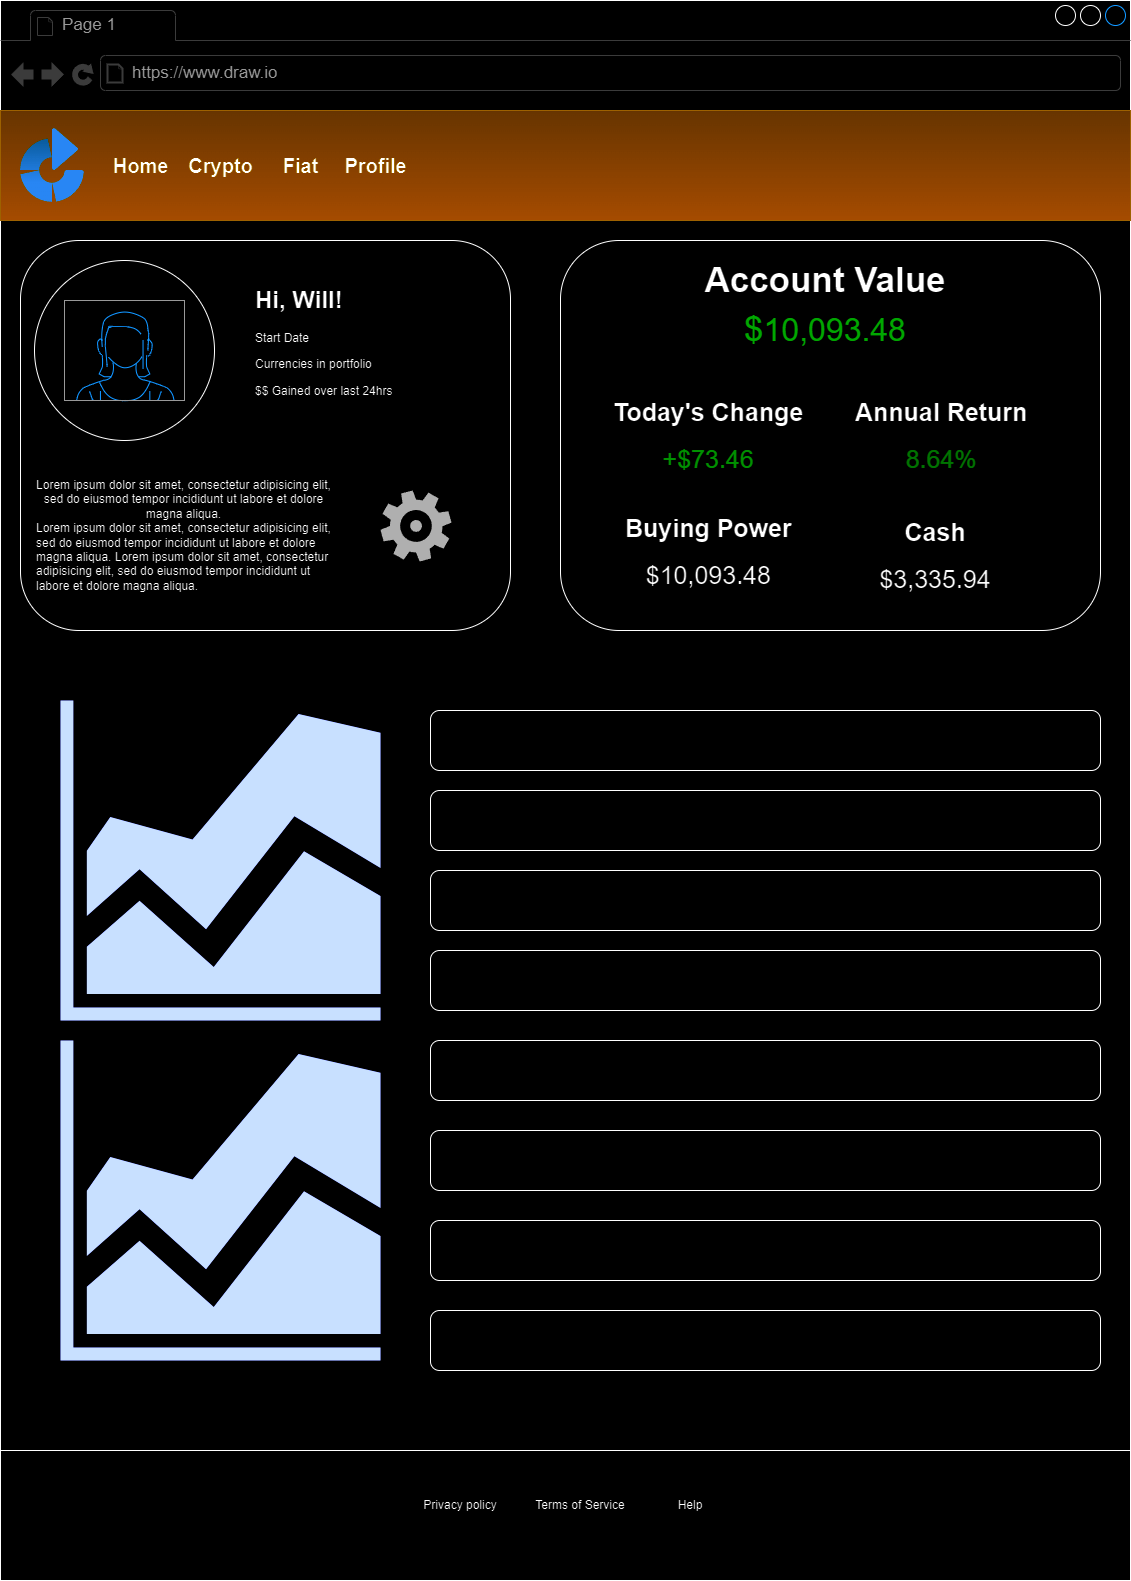 Page 1
https://www.draw.io
Home Crypto Fiat Profile
Hi, Will!
Start Date
Currencies in portfolio
$$ Gained over last 24hrs
Lorem ipsum dolor sit amet, consectetur adipisicing elit,
sed do eiusmod tempor incididunt ut labore et dolore
magna aliqua.
Lorem ipsum dolor sit amet, consectetur adipisicing elit,
sed do eiusmod tempor incididunt ut labore et dolore
magna aliqua. Lorem ipsum dolor sit amet, consectetur
adipisicing elit, sed do eiusmod tempor incididunt ut
labore et dolore magna aliqua.
Account Value
$10,093.48
Today's Change Annual Return
+$73.46 8.64%
Buying Power Cash
$10,093.48 $3,335.94
Privacy policy Terms of Service Help